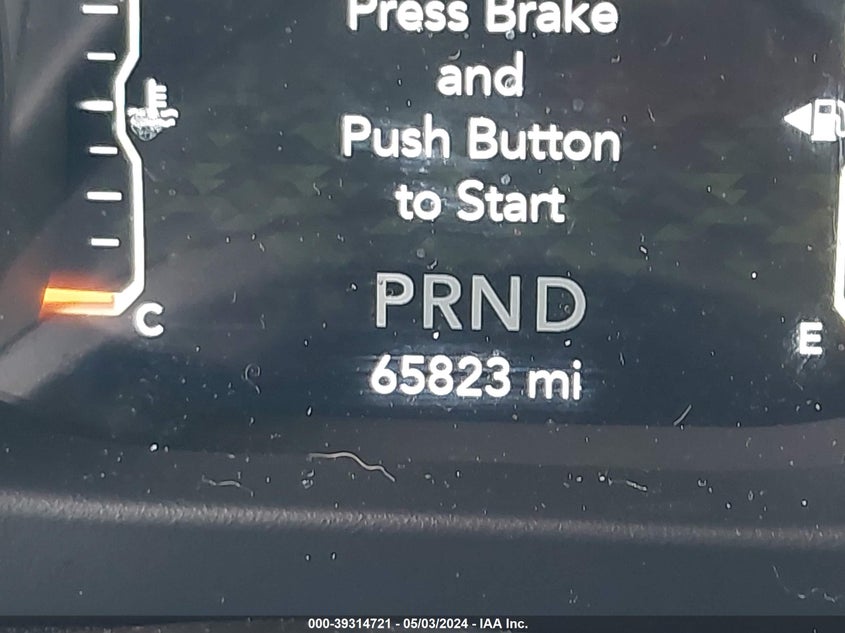 Press Brake
and
Push Button
to Start
PRND
C
E
65823 mi
000-39314721 - 05/03/2024 - IAA Inc.